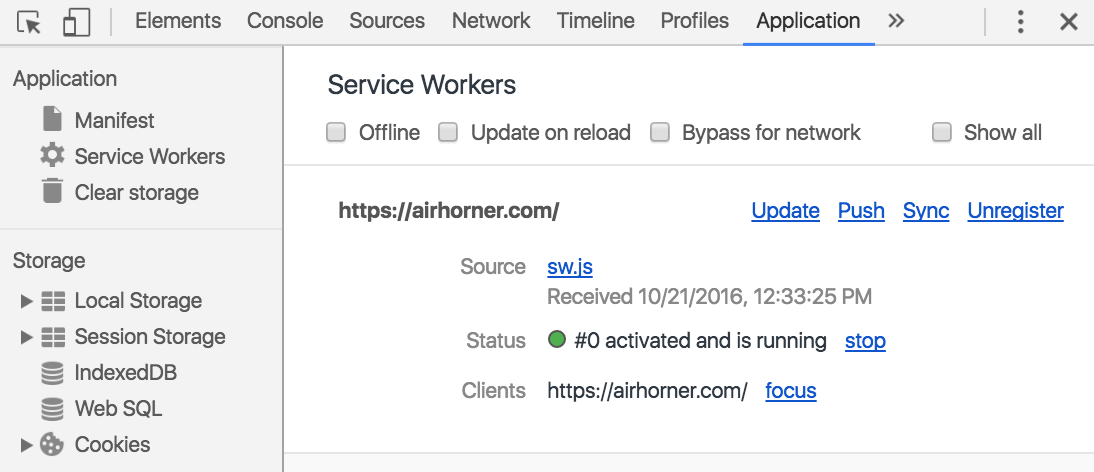 Elements Console Sources Network Timeline Profiles Application »
Application
Manifest
Service Workers
Clear storage
Storage
Local Storage
Session Storage
IndexedDB
Web SQL
Cookies
Service Workers
Offline Update on reload Bypass for network Show all
https://airhorner.com/ Update Push Sync Unregister
Source sw.js
Received 10/21/2016, 12:33:25 PM
Status #0 activated and is running stop
Clients https://airhorner.com/ focus